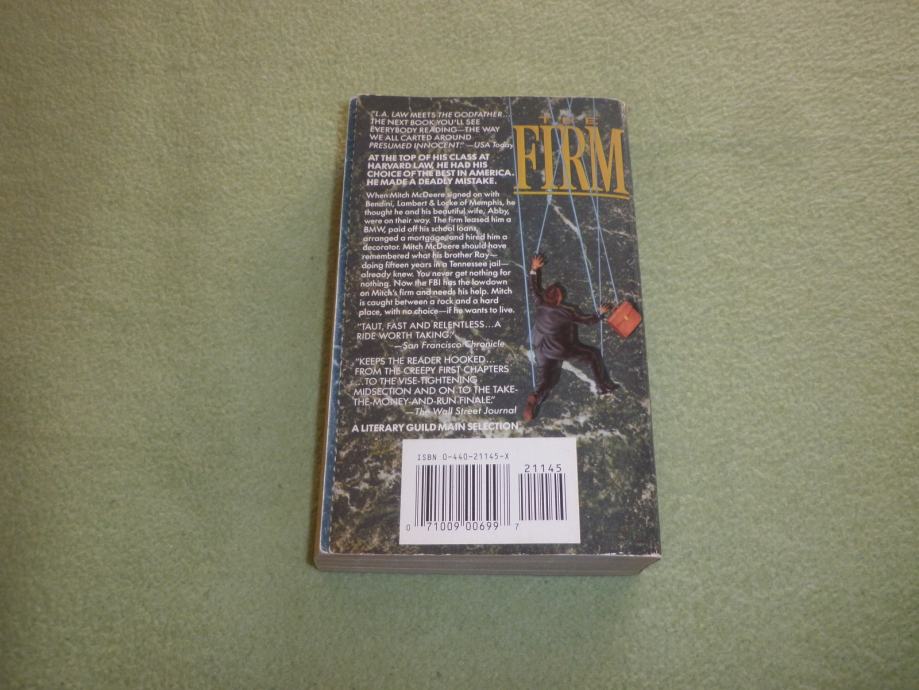 "L.A. LAW MEETS THE GODFATHER.
THE NEXT BOOK YOU'LL SEE
EVERYBODY READING—THE WAY
WE ALL CARTED AROUND
PRESUMED INNOCENT." —USA Today
AT THE TOP OF HIS CLASS AT
HARVARD LAW, HE HAD HIS
CHOICE OF THE BEST IN AMERICA.
HE MADE A DEADLY MISTAKE.
When Mitch McDeere signed on with
Bendini, Lambert & Locke of Memphis, he
thought he and his beautiful wife, Abby,
were on their way. The firm leased him a
BMW, paid off his school loans,
arranged a mortgage, and hired him a
decorator. Mitch McDeere should have
remembered what his brother Ray—
doing fifteen years in a Tennessee jail—
already knew. You never get nothing for
nothing. Now the FBI has the lowdown
on Mitch's firm and needs his help. Mitch
is caught between a rock and a hard
place, with no choice—if he wants to live.
"TAUT, FAST AND RELENTLESS...A
RIDE WORTH TAKING."
—San Francisco Chronicle
"KEEPS THE READER HOOKED...
FROM THE CREEPY FIRST CHAPTERS
...TO THE VISE-TIGHTENING
MIDSECTION AND ON TO THE TAKE-
THE-MONEY-AND-RUN FINALE."
—The Wall Street Journal
A LITERARY GUILD MAIN SELECTION
THE
FIRM
ISBN 0-440-21145-X
21145
0 71009 00699 7